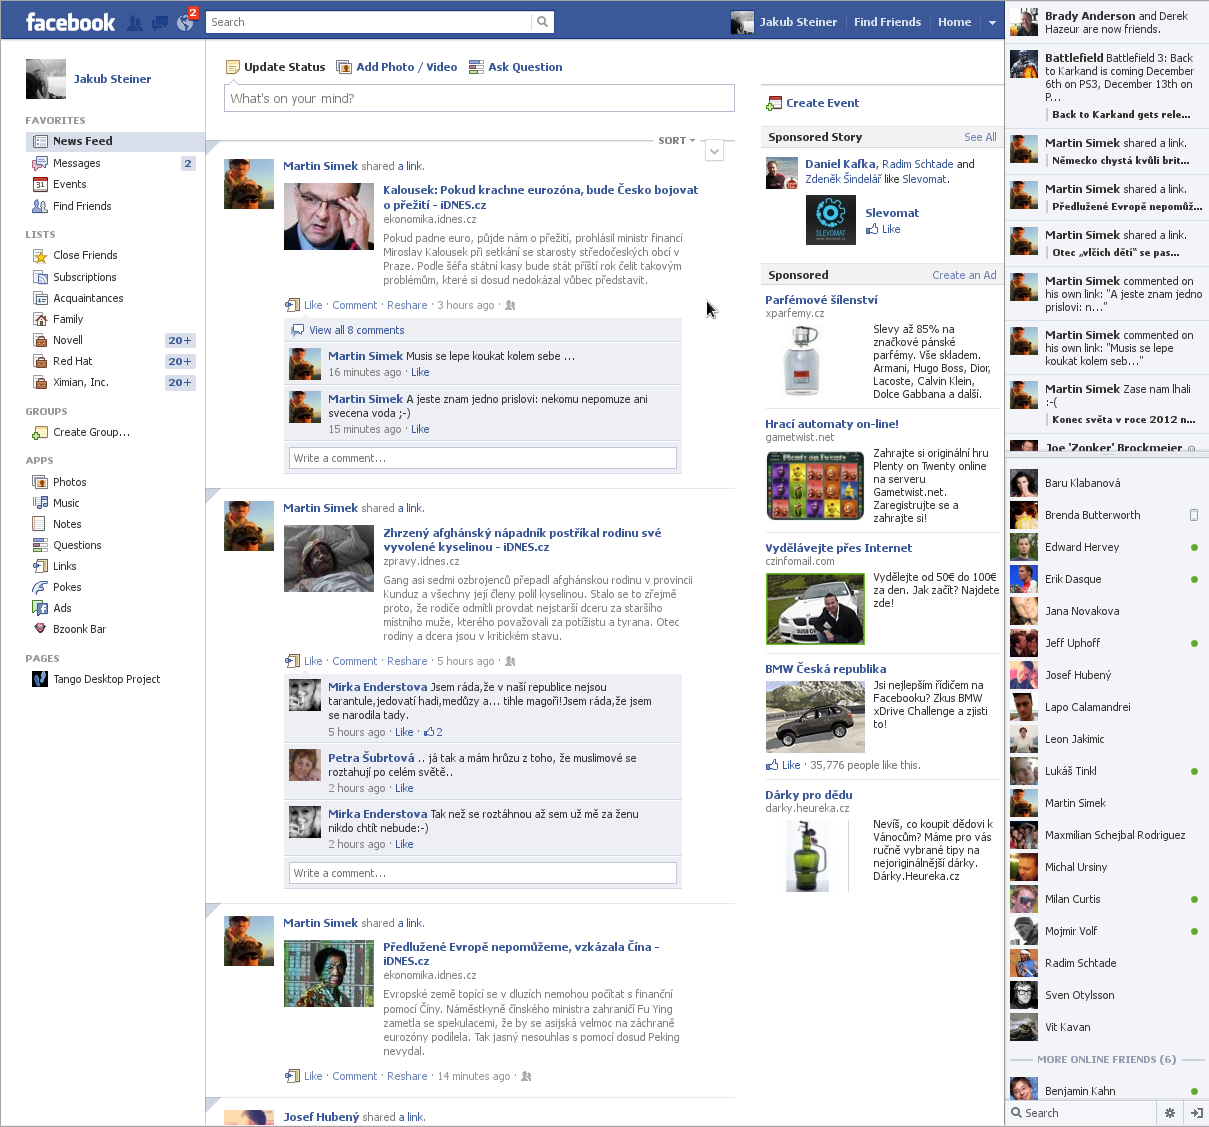 facebook
2
Search
Jakub Steiner
Find Friends
Home
Jakub Steiner
FAVORITES
News Feed
Messages 2
Events
Find Friends
LISTS
Close Friends
Subscriptions
Acquaintances
Family
Novell 20+
Red Hat 20+
Ximian, Inc. 20+
GROUPS
Create Group...
APPS
Photos
Music
Notes
Questions
Links
Pokes
Ads
Bzoonk Bar
PAGES
Tango Desktop Project
Update Status Add Photo / Video Ask Question
What's on your mind?
SORT
Martin Simek shared a link.
Kalousek: Pokud krachne eurozóna, bude Česko bojovat
o přežití - iDNES.cz
ekonomika.idnes.cz
Pokud padne euro, půjde nám o přežití, prohlásil ministr financí
Miroslav Kalousek při setkání se starosty středočeských obcí v
Praze. Podle šéfa státní kasy bude stát příští rok čelit takovým
problémům, které si dosud nedokázal vůbec představit.
Like · Comment · Reshare · 3 hours ago ·
View all 8 comments
Martin Simek Musis se lepe koukat kolem sebe ...
16 minutes ago · Like
Martin Simek A jeste znam jedno prislovi: nekomu nepomuze ani
svecena voda ;-)
15 minutes ago · Like
Write a comment...
Martin Simek shared a link.
Zhrzený afghánský nápadník postříkal rodinu své
vyvolené kyselinou - iDNES.cz
zpravy.idnes.cz
Gang asi sedmi ozbrojenců přepadl afghánskou rodinu v provincii
Kunduz a všechny její členy polil kyselinou. Stalo se to zřejmě
proto, že rodiče odmítli provdat nejstarší dceru za staršího
místního muže, kterého považovali za potížistu a tyrana. Otec
rodiny a dcera jsou v kritickém stavu.
Like · Comment · Reshare · 5 hours ago ·
Mirka Enderstova Jsem ráda,že v naší republice nejsou
tarantule,jedovatí hadi,medůzy a... tihle magoři!Jsem ráda,že jsem
se narodila tady.
5 hours ago · Like · 2
Petra Šubrtová .. já tak a mám hrůzu z toho, že muslimové se
roztahují po celém světě..
2 hours ago · Like
Mirka Enderstova Tak než se roztáhnou až sem už mě za ženu
nikdo chtít nebude:-)
2 hours ago · Like
Write a comment...
Martin Simek shared a link.
Předlužené Evropě nepomůžeme, vzkázala Čína -
iDNES.cz
ekonomika.idnes.cz
Evropské země topící se v dluzích nemohou počítat s finanční
pomocí Číny. Náměstkyně čínského ministra zahraničí Fu Ying
zametla se spekulacemi, že by se asijská velmoc na záchraně
eurozóny podílela. Tak jasný nesouhlas s pomocí dosud Peking
nevydal.
Like · Comment · Reshare · 14 minutes ago ·
Josef Hubený shared a link.
Create Event
Sponsored Story See All
Daniel Kafka, Radim Schtade and
Zdeněk Šindelář like Slevomat.
SLEVOMAT
Slevomat
Like
Sponsored Create an Ad
Parfémové šílenství
xparfemy.cz
Slevy až 85% na
značkové pánské
parfémy. Vše skladem.
Armani, Hugo Boss, Dior,
Lacoste, Calvin Klein,
Dolce Gabbana a další.
Hrací automaty on-line!
gametwist.net
Plenty on Twenty
Zahrajte si originální hru
Plenty on Twenty online
na serveru
Gametwist.net.
Zaregistrujte se a
zahrajte si!
Vydělávejte přes Internet
czinfomail.com
Vydělejte od 50€ do 100€
za den. Jak začít? Najdete
zde!
BMW Česká republika
Jsi nejlepším řidičem na
Facebooku? Zkus BMW
xDrive Challenge a zjisti
to!
Like · 35,776 people like this.
Dárky pro dědu
darky.heureka.cz
Nevíš, co koupit dědovi k
Vánocům? Máme pro vás
ručně vybrané tipy na
nejoriginálnější dárky.
Dárky.Heureka.cz
Brady Anderson and Derek
Hazeur are now friends.
Battlefield Battlefield 3: Back
to Karkand is coming December
6th on PS3, December 13th on
P...
Back to Karkand gets rele...
Martin Simek shared a link.
Německo chystá kvůli brit...
Martin Simek shared a link.
Předlužené Evropě nepomůž...
Martin Simek shared a link.
Otec „vlčích dětí“ se pas...
Martin Simek commented on
his own link: "A jeste znam jedno
prislovi: n..."
Martin Simek commented on
his own link: "Musis se lepe
koukat kolem seb..."
Martin Simek Zase nam lhali
:-(
Konec světa v roce 2012 n...
Joe 'Zonker' Brockmeier
Baru Klabanová
Brenda Butterworth
Edward Hervey
Erik Dasque
Jana Novakova
Jeff Uphoff
Josef Hubený
Lapo Calamandrei
Leon Jakimic
Lukáš Tinkl
Martin Simek
Maxmilian Schejbal Rodriguez
Michal Ursiny
Milan Curtis
Mojmir Volf
Radim Schtade
Sven Otylsson
Vit Kavan
MORE ONLINE FRIENDS (6)
Benjamin Kahn
Search